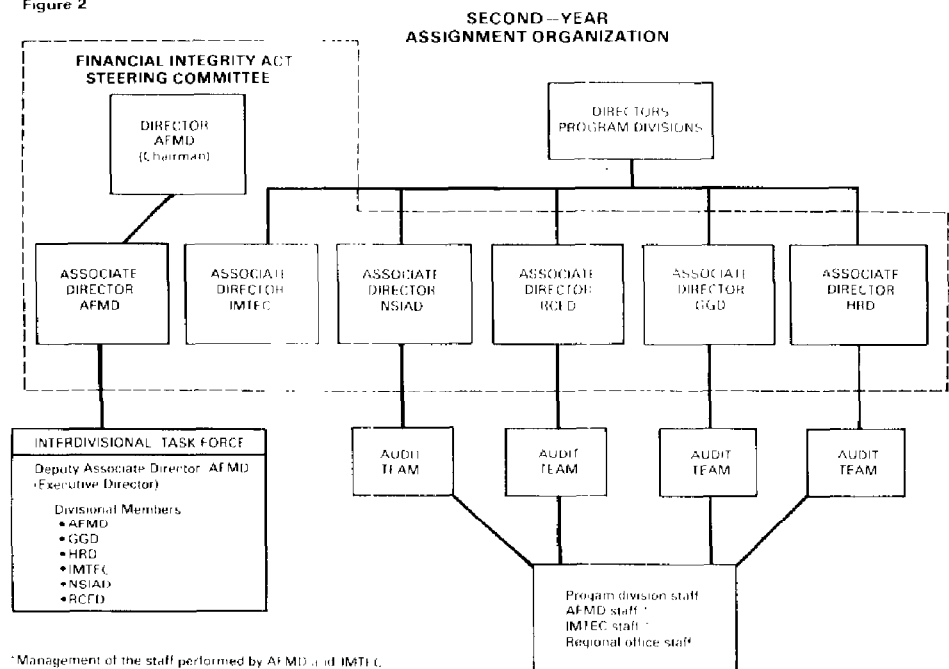 Figure 2
SECOND—YEAR
ASSIGNMENT ORGANIZATION
FINANCIAL INTEGRITY ACT
STEERING COMMITTEE
DIRECTOR
AFMD
(Chairman)
DIRECTORS
PROGRAM DIVISIONS
ASSOCIATE
DIRECTOR
AFMD
ASSOCIATE
DIRECTOR
IMTEC
ASSOCIATE
DIRECTOR
NSIAD
ASSOCIATE
DIRECTOR
RCED
ASSOCIATE
DIRECTOR
GGD
ASSOCIATE
DIRECTOR
HRD
INTERDIVISIONAL TASK FORCE
Deputy Associate Director AFMD
(Executive Director)
Divisional Members
• AFMD
• GGD
• HRD
• IMTEC
• NSIAD
• RCED
AUDIT
TEAM
AUDIT
TEAM
AUDIT
TEAM
AUDIT
TEAM
Progam division staff
AFMD staff *
IMTEC staff *
Regional office staff
*Management of the staff performed by AFMD and IMTEC